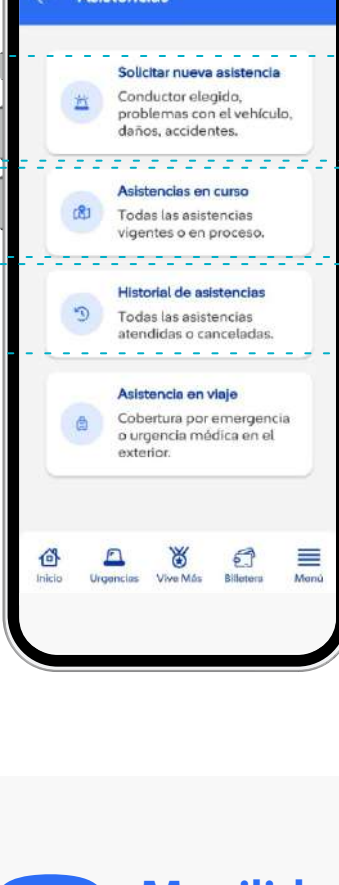 Asistencias
Solicitar nueva asistencia
Conductor elegido,
problemas con el vehículo,
daños, accidentes.
Asistencias en curso
Todas las asistencias
vigentes o en proceso.
Historial de asistencias
Todas las asistencias
atendidas o canceladas.
Asistencia en viaje
Cobertura por emergencia
o urgencia médica en el
exterior.
Inicio Urgencias Vive Más Billetera Menú